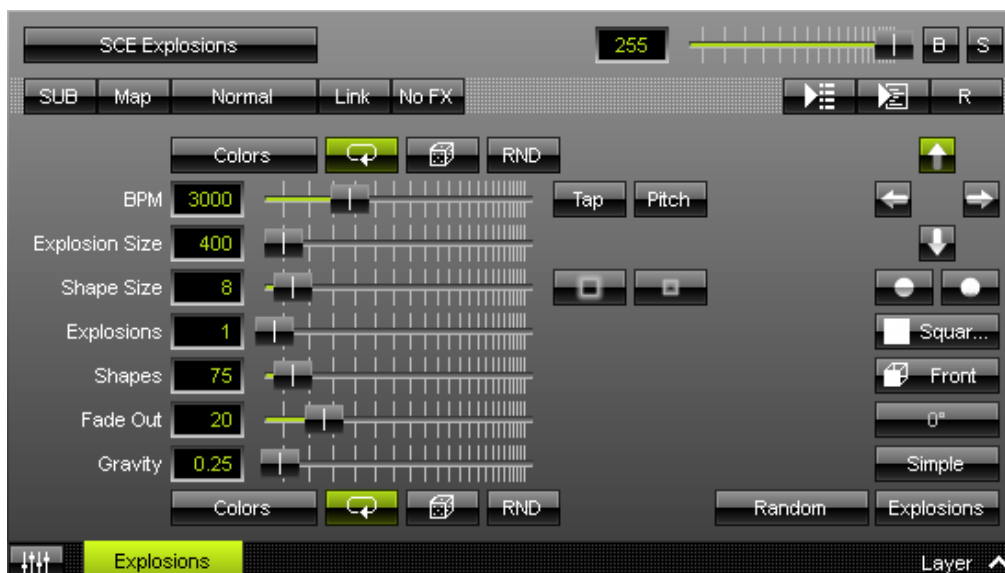 SCE Explosions 255 B S
SUB Map Normal Link No FX R
Colors RND
BPM 3000 Tap Pitch
Explosion Size 400
Shape Size 8
Explosions 1 Squar...
Shapes 75 Front
Fade Out 20 0°
Gravity 0.25 Simple
Colors RND Random Explosions
Explosions Layer